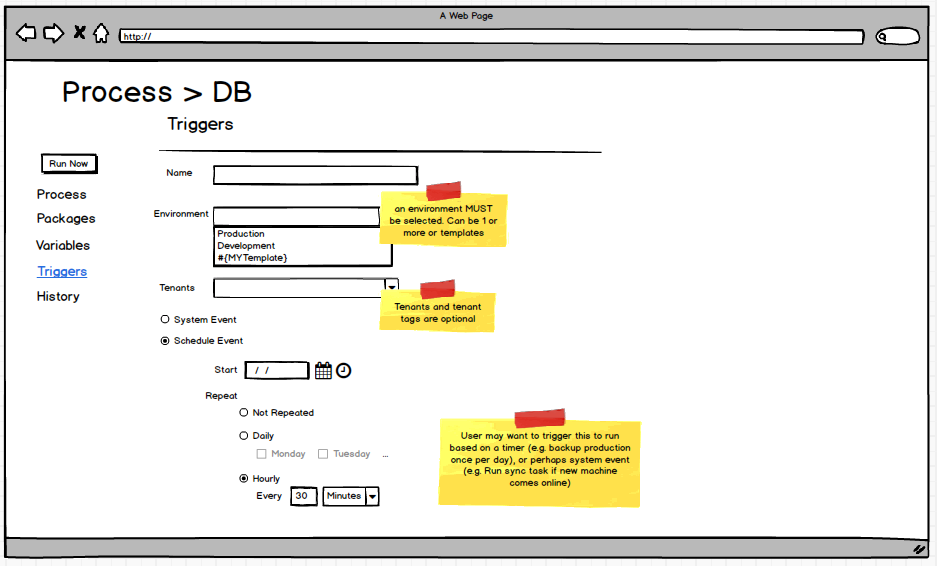 A Web Page
http://
Process > DB
Triggers
Run Now
Process
Packages
Variables
Triggers
History
Name
Environment
Production
Development
#{MYTemplate}
an environment MUST
be selected. Can be 1 or
more or templates
Tenants
Tenants and tenant
tags are optional
System Event
Schedule Event
Start / /
Repeat
Not Repeated
Daily
Monday Tuesday ...
Hourly
Every 30 Minutes
User may want to trigger this to run
based on a timer (e.g. backup production
once per day), or perhaps system event
(e.g. Run sync task if new machine
comes online)